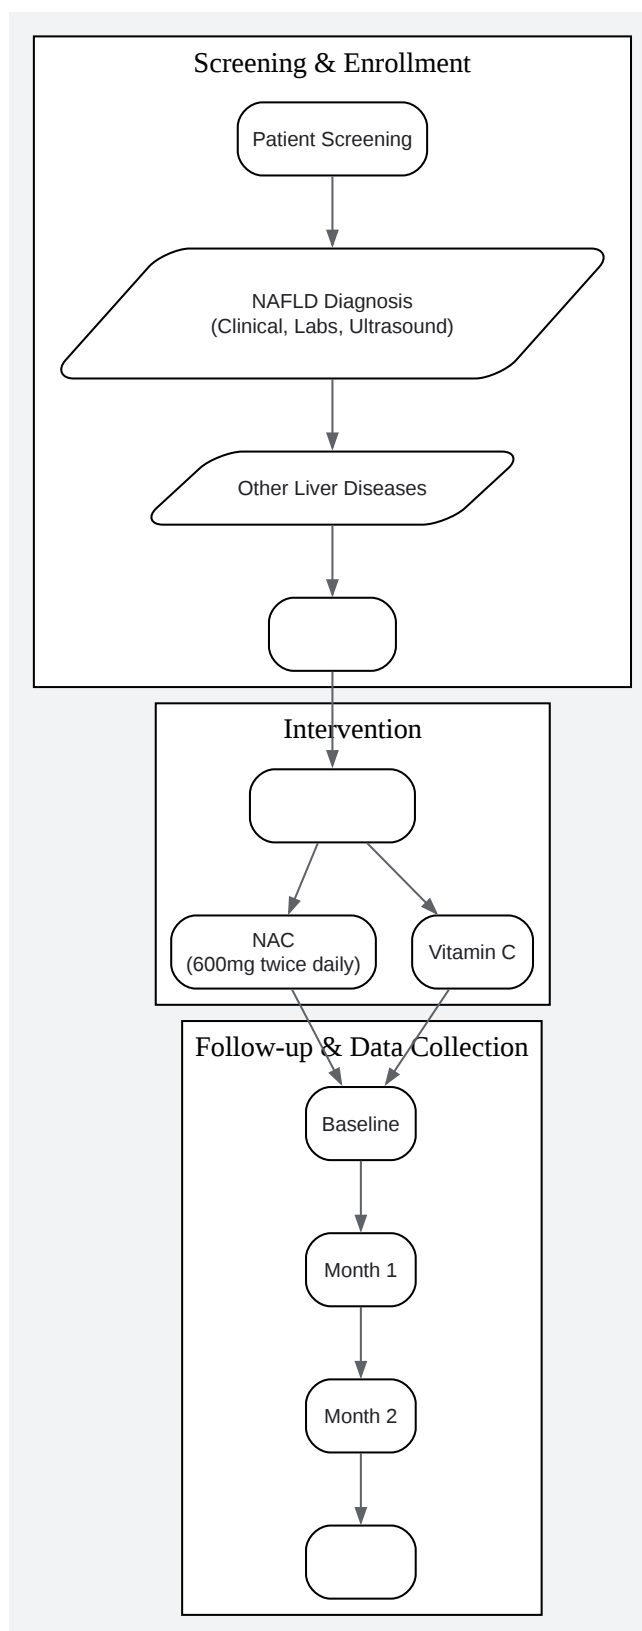 Screening & Enrollment
Patient Screening
NAFLD Diagnosis
(Clinical, Labs, Ultrasound)
Other Liver Diseases
Intervention
NAC
(600mg twice daily)
Vitamin C
Follow-up & Data Collection
Baseline
Month 1
Month 2